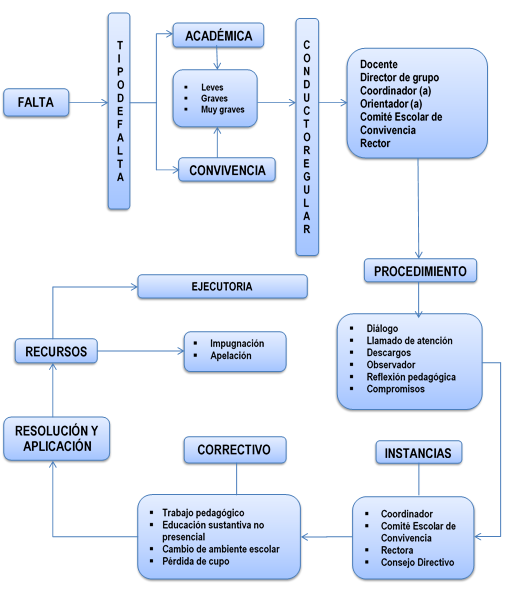 FALTA
TIPO DE FALTA
ACADÉMICA
▪ Leves
▪ Graves
▪ Muy graves
CONVIVENCIA
CONDUCTO REGULAR
Docente
Director de grupo
Coordinador (a)
Orientador (a)
Comité Escolar de
Convivencia
Rector
PROCEDIMIENTO
▪ Diálogo
▪ Llamado de atención
▪ Descargos
▪ Observador
▪ Reflexión pedagógica
▪ Compromisos
INSTANCIAS
▪ Coordinador
▪ Comité Escolar de
Convivencia
▪ Rectora
▪ Consejo Directivo
CORRECTIVO
▪ Trabajo pedagógico
▪ Educación sustantiva no
presencial
▪ Cambio de ambiente escolar
▪ Pérdida de cupo
RESOLUCIÓN Y
APLICACIÓN
RECURSOS
EJECUTORIA
▪ Impugnación
▪ Apelación